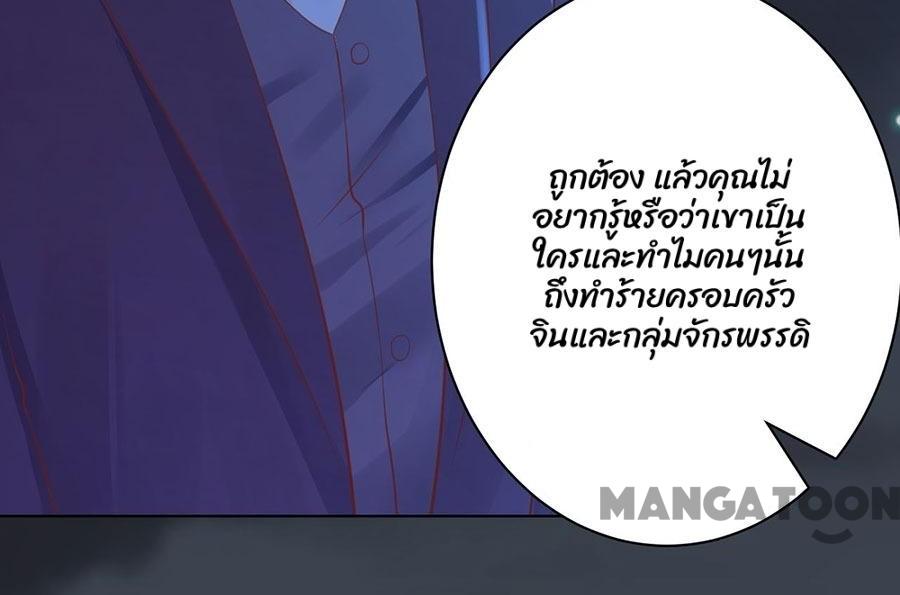 ถูกต้อง แล้วคุณไม่
อยากรู้หรือว่าเขาเป็น
ใครและทำไมคนๆนั้น
ถึงทำร้ายครอบครัว
จินและกลุ่มจักรพรรดิ
MANGATOON